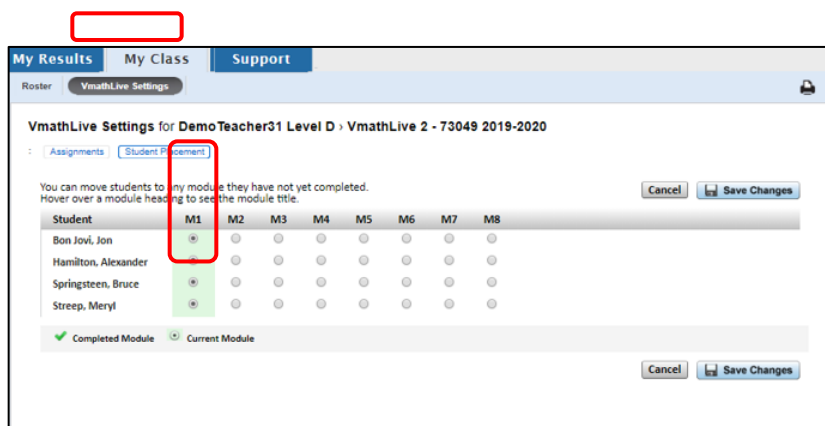 My Results My Class Support
Roster VmathLive Settings
VmathLive Settings for DemoTeacher31 Level D › VmathLive 2 - 73049 2019-2020
: Assignments Student Placement
You can move students to any module they have not yet completed.
Hover over a module heading to see the module title.
Cancel Save Changes
Student M1 M2 M3 M4 M5 M6 M7 M8
Bon Jovi, Jon
Hamilton, Alexander
Springsteen, Bruce
Streep, Meryl
Completed Module Current Module
Cancel Save Changes